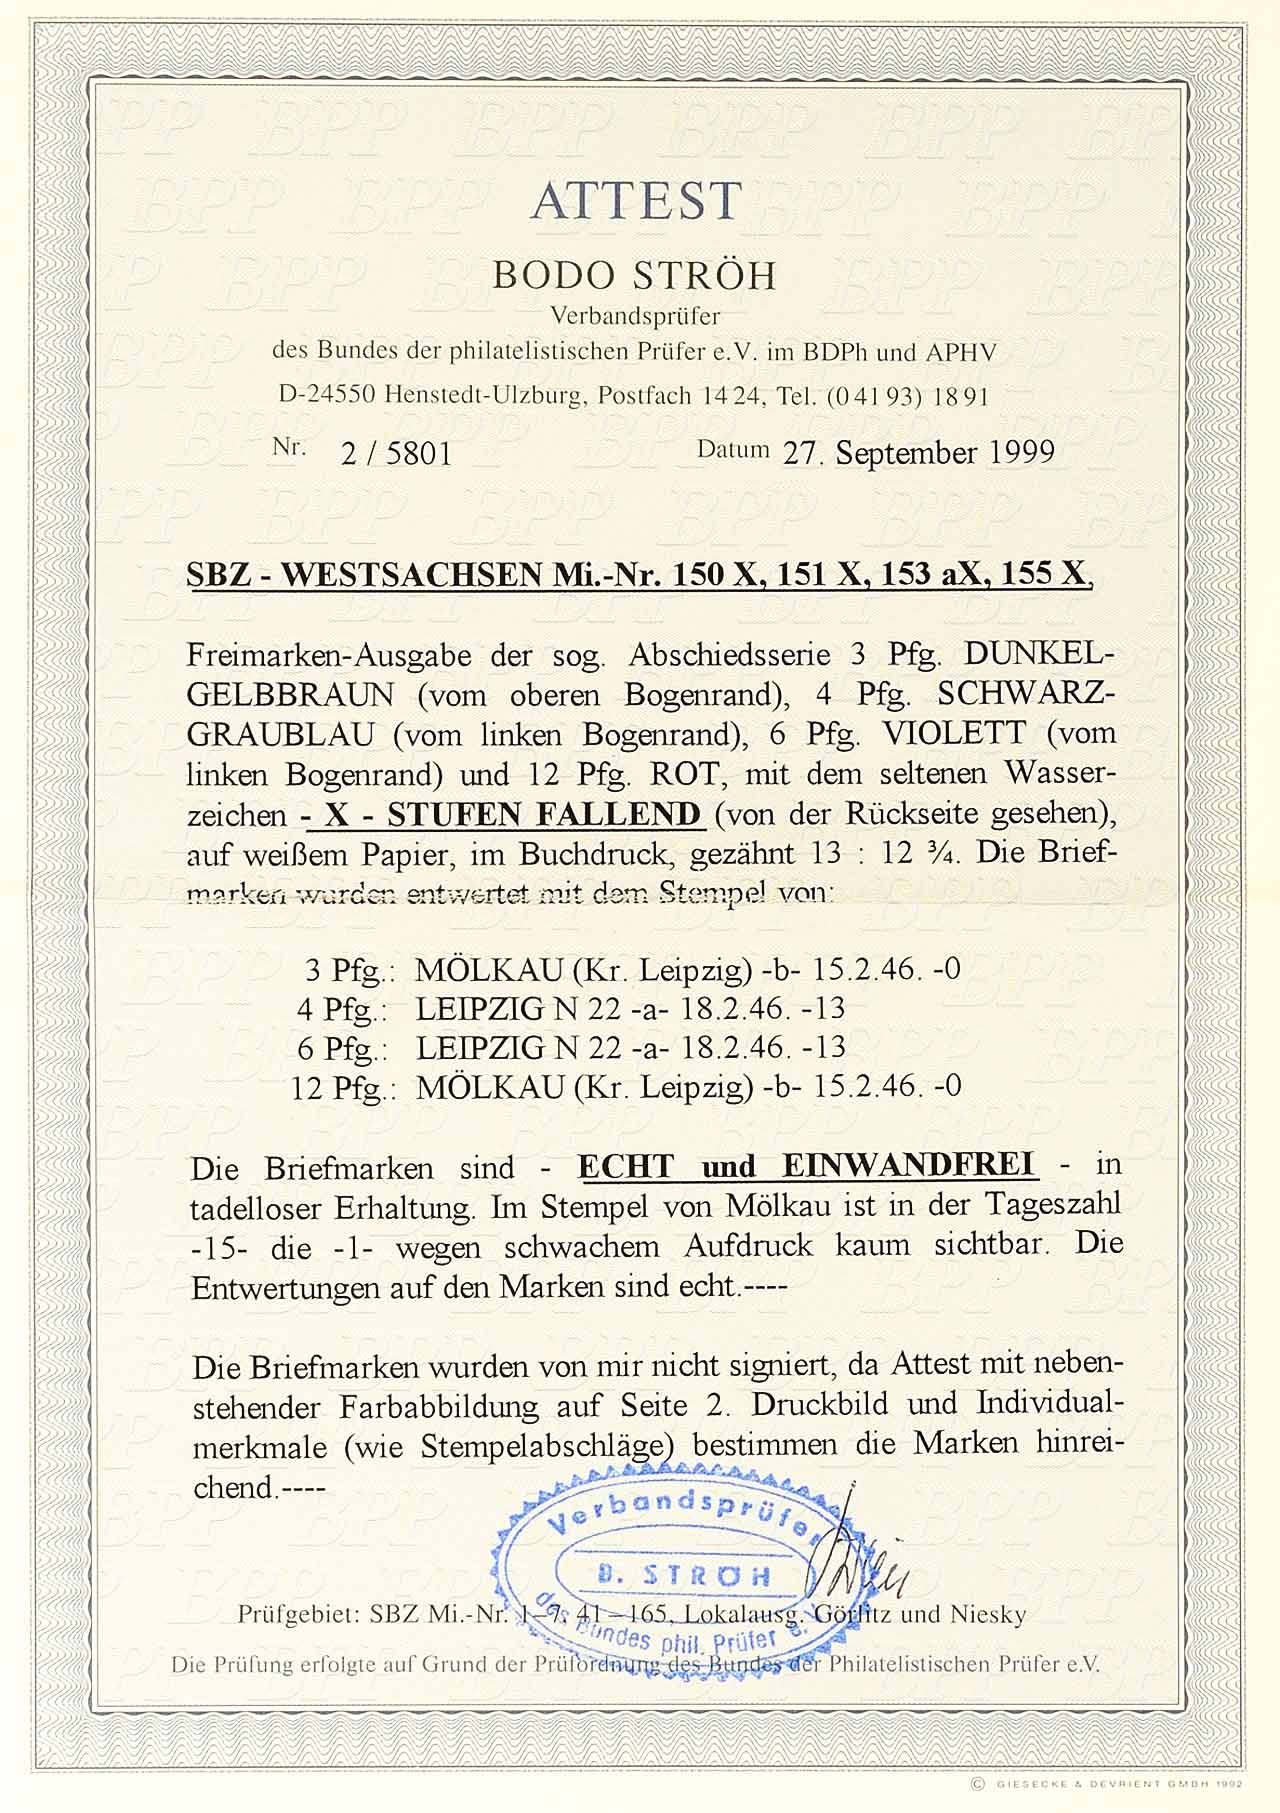 ATTEST
BODO STRÖH
Verbandsprüfer
des Bundes der philatelistischen Prüfer e.V. im BDPh und APHV
D-24550 Henstedt-Ulzburg, Postfach 14 24, Tel. (0 41 93) 18 91
Nr. 2 / 5801 Datum 27. September 1999
SBZ - WESTSACHSEN Mi.-Nr. 150 X, 151 X, 153 aX, 155 X,
Freimarken-Ausgabe der sog. Abschiedsserie 3 Pfg. DUNKEL-
GELBBRAUN (vom oberen Bogenrand), 4 Pfg. SCHWARZ-
GRAUBLAU (vom linken Bogenrand), 6 Pfg. VIOLETT (vom
linken Bogenrand) und 12 Pfg. ROT, mit dem seltenen Wasser-
zeichen - X - STUFEN FALLEND (von der Rückseite gesehen),
auf weißem Papier, im Buchdruck, gezähnt 13 : 12 ¾. Die Brief-
marken wurden entwertet mit dem Stempel von:
3 Pfg.: MÖLKAU (Kr. Leipzig) -b- 15.2.46. -0
4 Pfg.: LEIPZIG N 22 -a- 18.2.46. -13
6 Pfg.: LEIPZIG N 22 -a- 18.2.46. -13
12 Pfg.: MÖLKAU (Kr. Leipzig) -b- 15.2.46. -0
Die Briefmarken sind - ECHT und EINWANDFREI - in
tadelloser Erhaltung. Im Stempel von Mölkau ist in der Tageszahl
-15- die -1- wegen schwachem Aufdruck kaum sichtbar. Die
Entwertungen auf den Marken sind echt.----
Die Briefmarken wurden von mir nicht signiert, da Attest mit neben-
stehender Farbabbildung auf Seite 2. Druckbild und Individual-
merkmale (wie Stempelabschläge) bestimmen die Marken hinrei-
chend.----
Verbandsprüfer
B. STRÖH
des Bundes phil. Prüfer e.V.
Prüfgebiet: SBZ Mi.-Nr. 1–7, 41–165, Lokalausg. Görlitz und Niesky
Die Prüfung erfolgte auf Grund der Prüfordnung des Bundes der Philatelistischen Prüfer e.V.
© GIESECKE & DEVRIENT GMBH 1992